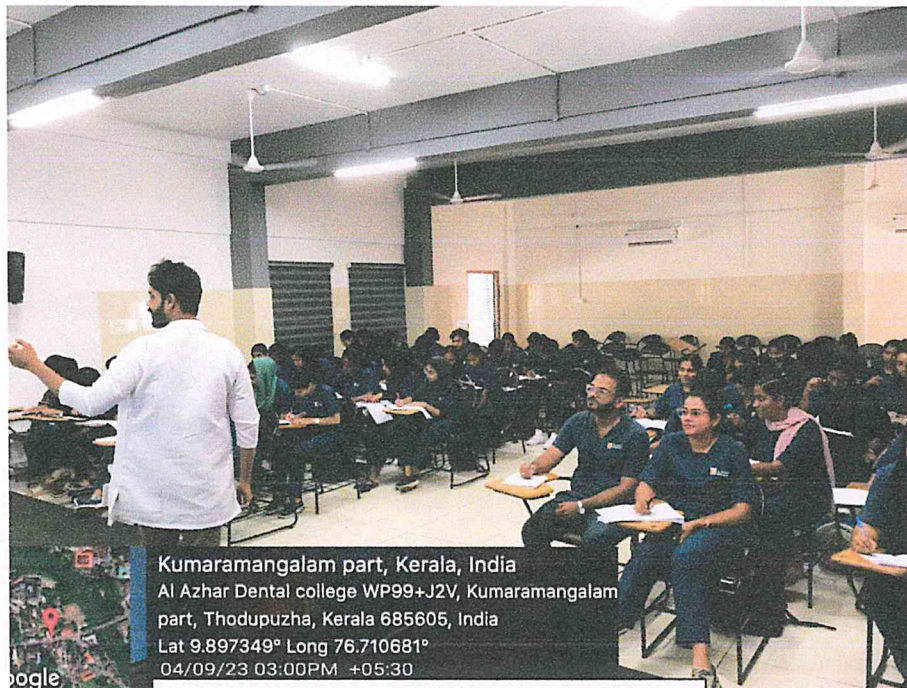 Kumaramangalam part, Kerala, India
Al Azhar Dental college WP99+J2V, Kumaramangalam
part, Thodupuzha, Kerala 685605, India
Lat 9.897349° Long 76.710681°
04/09/23 03:00PM +05:30
oogle